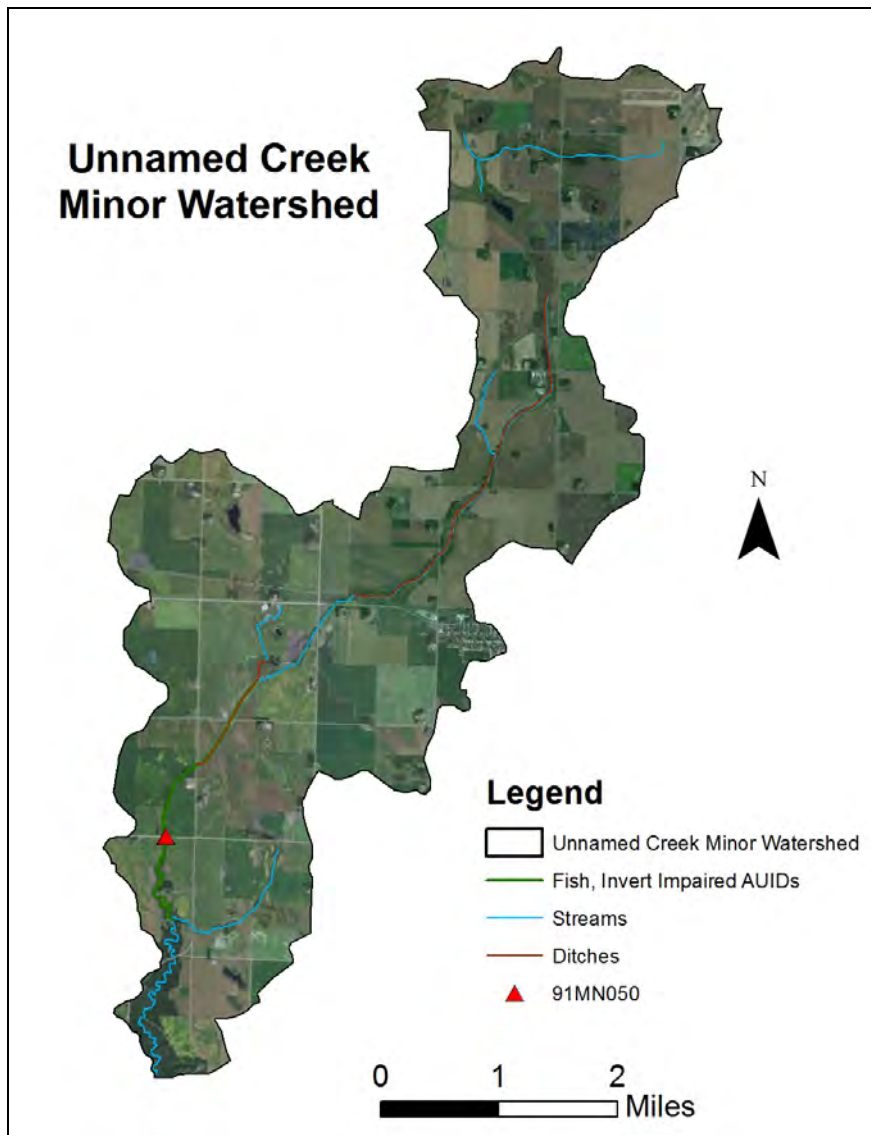 Unnamed Creek
Minor Watershed
N
Legend
Unnamed Creek Minor Watershed
Fish, Invert Impaired AUIDs
Streams
Ditches
91MN050
0 1 2
Miles